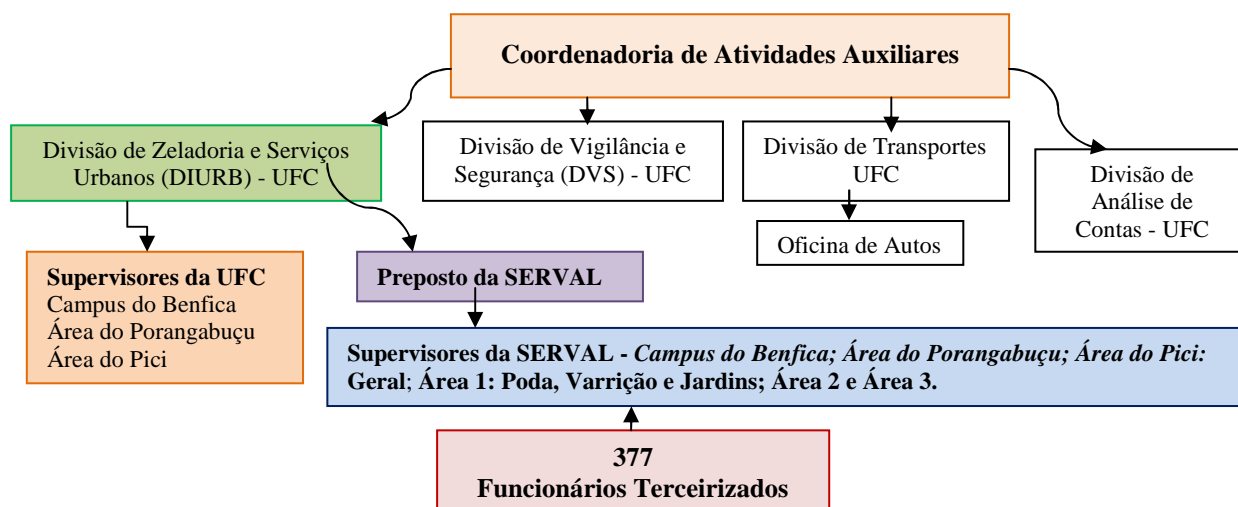 Coordenadoria de Atividades Auxiliares
Divisão de Zeladoria e Serviços
Urbanos (DIURB) - UFC
Divisão de Vigilância e
Segurança (DVS) - UFC
Divisão de Transportes
UFC
Divisão de
Análise de
Contas - UFC
Oficina de Autos
Supervisores da UFC
Campus do Benfica
Área do Porangabuçu
Área do Pici
Preposto da SERVAL
Supervisores da SERVAL - Campus do Benfica; Área do Porangabuçu; Área do Pici:
Geral; Área 1: Poda, Varrição e Jardins; Área 2 e Área 3.
377
Funcionários Terceirizados